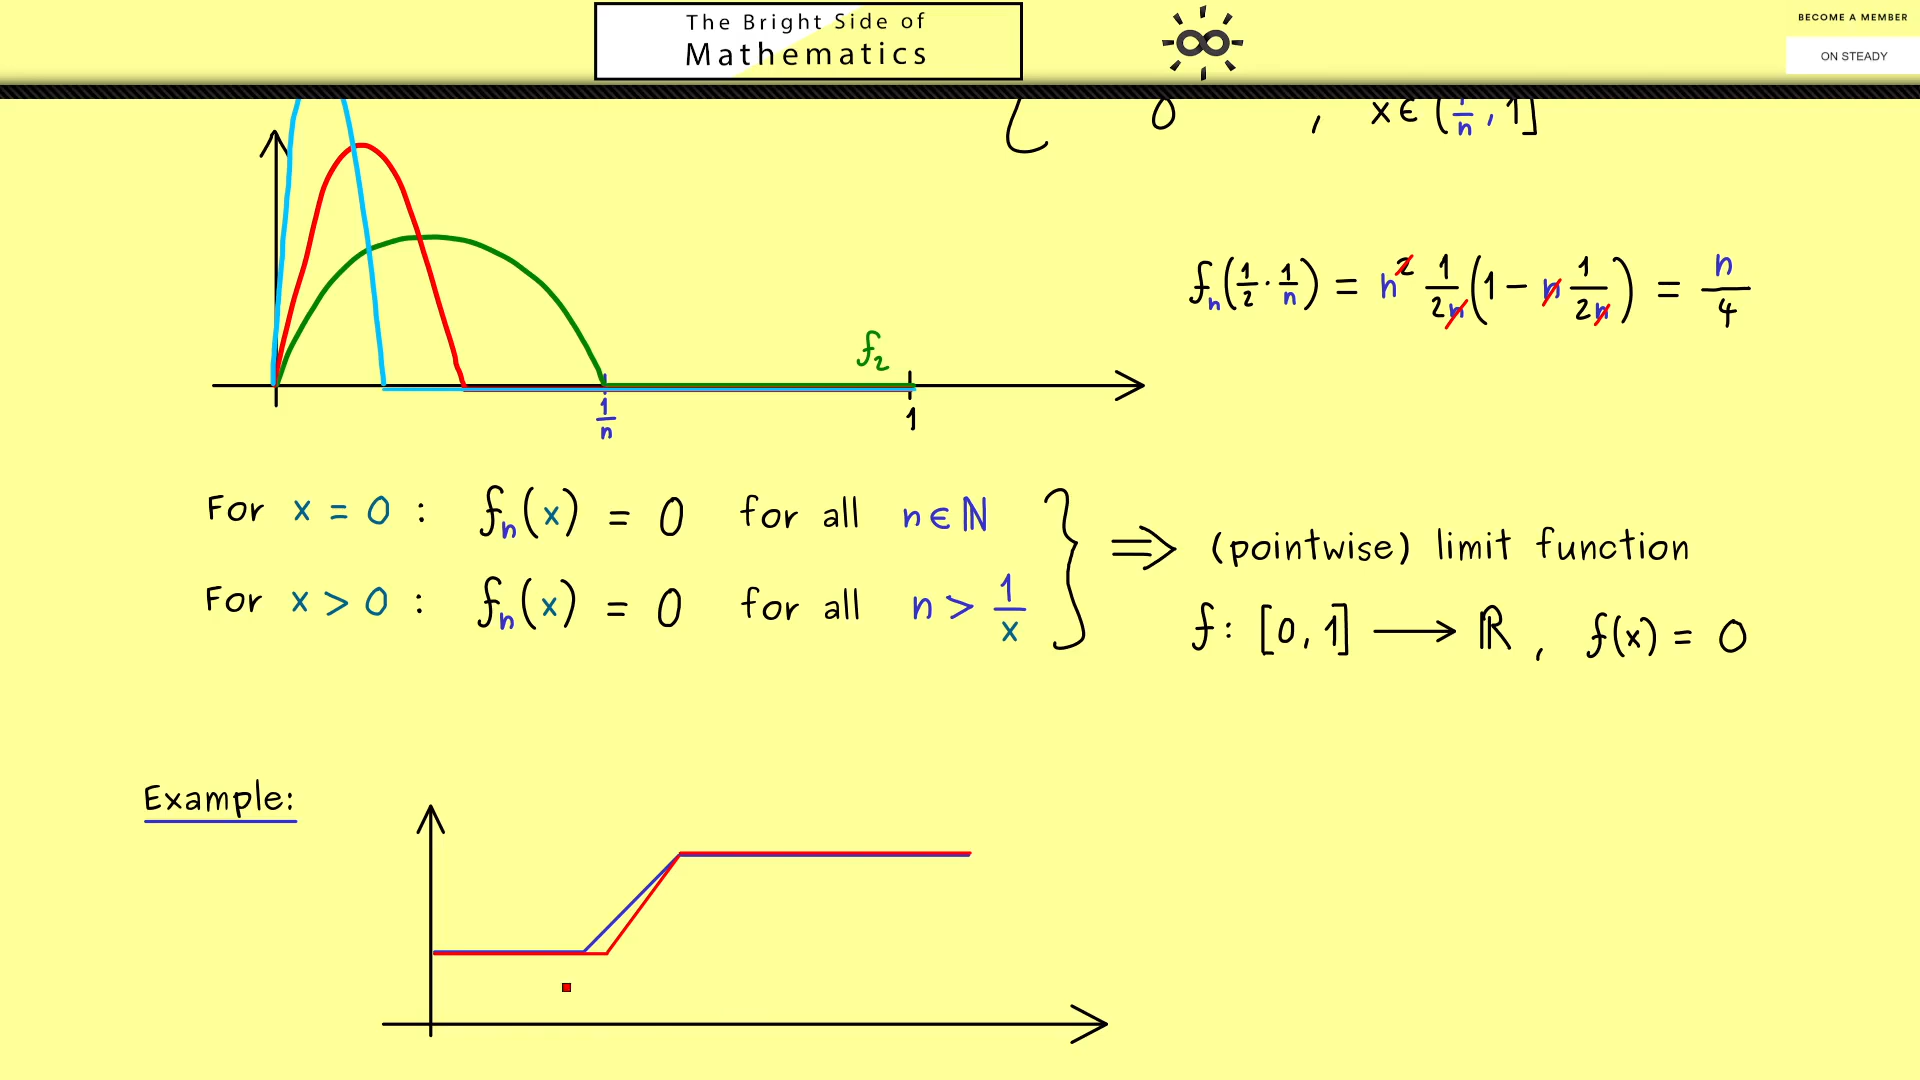 The Bright Side of
Mathematics
BECOME A MEMBER
ON STEADY
0 , x ∈ (1/n, 1]
f_n(1/2 · 1/n) = n² 1/2n (1 − n 1/2n) = n/4
f₂
1/n
1
For x = 0 : f_n(x) = 0 for all n ∈ ℕ
For x > 0 : f_n(x) = 0 for all n > 1/x
⇒ (pointwise) limit function
f : [0, 1] ⟶ ℝ , f(x) = 0
Example: